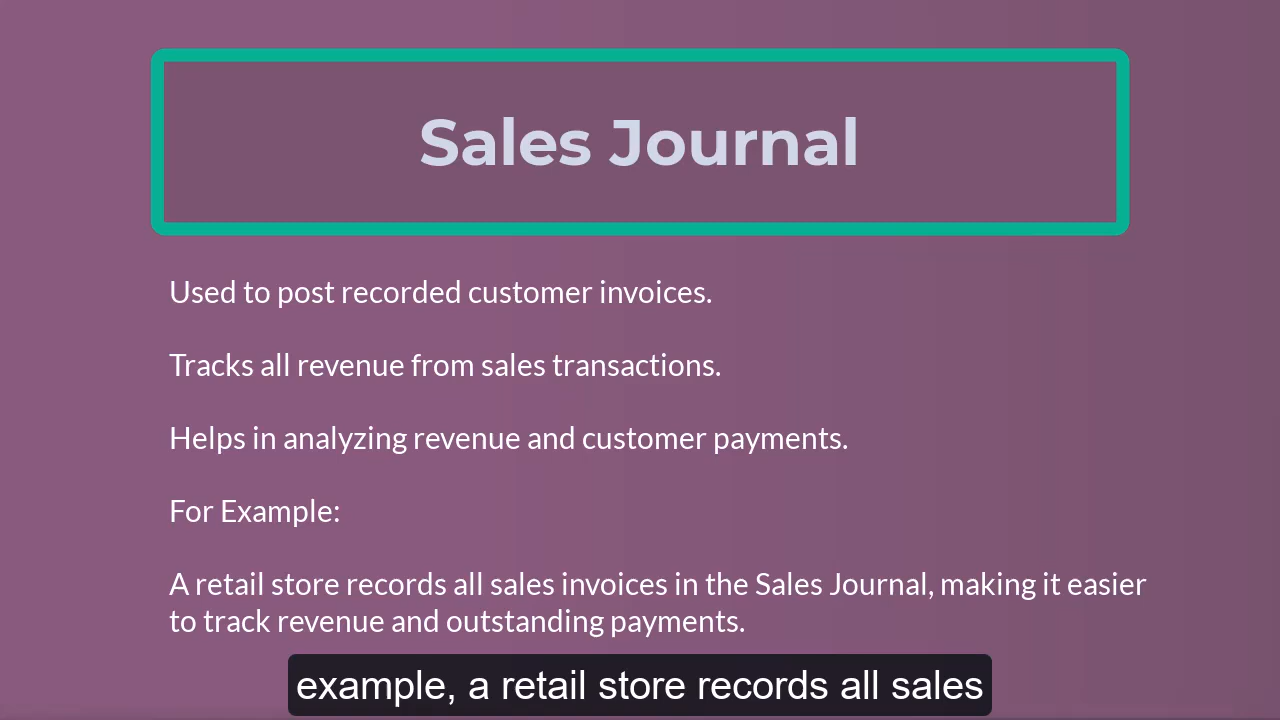 Sales Journal
Used to post recorded customer invoices.
Tracks all revenue from sales transactions.
Helps in analyzing revenue and customer payments.
For Example:
A retail store records all sales invoices in the Sales Journal, making it easier
to track revenue and outstanding payments.
example, a retail store records all sales